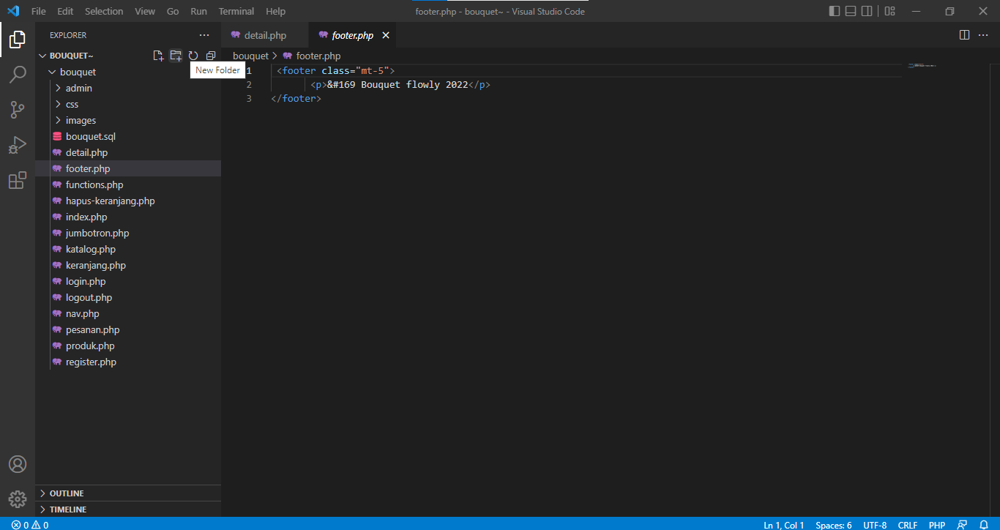 File Edit Selection View Go Run Terminal Help footer.php - bouquet~ - Visual Studio Code
EXPLORER
BOUQUET~
New Folder
bouquet
admin
css
images
bouquet.sql
detail.php
footer.php
functions.php
hapus-keranjang.php
index.php
jumbotron.php
katalog.php
keranjang.php
login.php
logout.php
nav.php
pesanan.php
produk.php
register.php
OUTLINE
TIMELINE
detail.php footer.php
bouquet > footer.php
1 <footer class="mt-5">
2 <p>&#169 Bouquet flowly 2022</p>
3 </footer>
0 0 Ln 1, Col 1 Spaces: 6 UTF-8 CRLF PHP